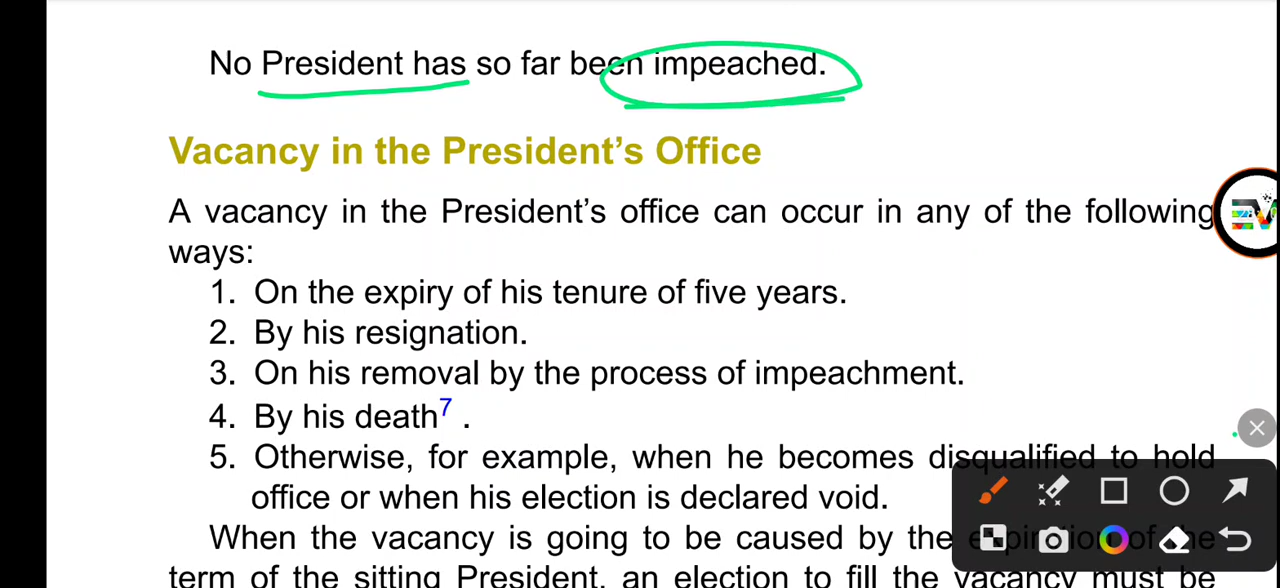 No President has so far been impeached.
Vacancy in the President's Office
A vacancy in the President's office can occur in any of the following
ways:
1. On the expiry of his tenure of five years.
2. By his resignation.
3. On his removal by the process of impeachment.
4. By his death7 .
5. Otherwise, for example, when he becomes disqualified to hold
office or when his election is declared void.
When the vacancy is going to be caused by the expiration of the
term of the sitting President, an election to fill the vacancy must be
EV